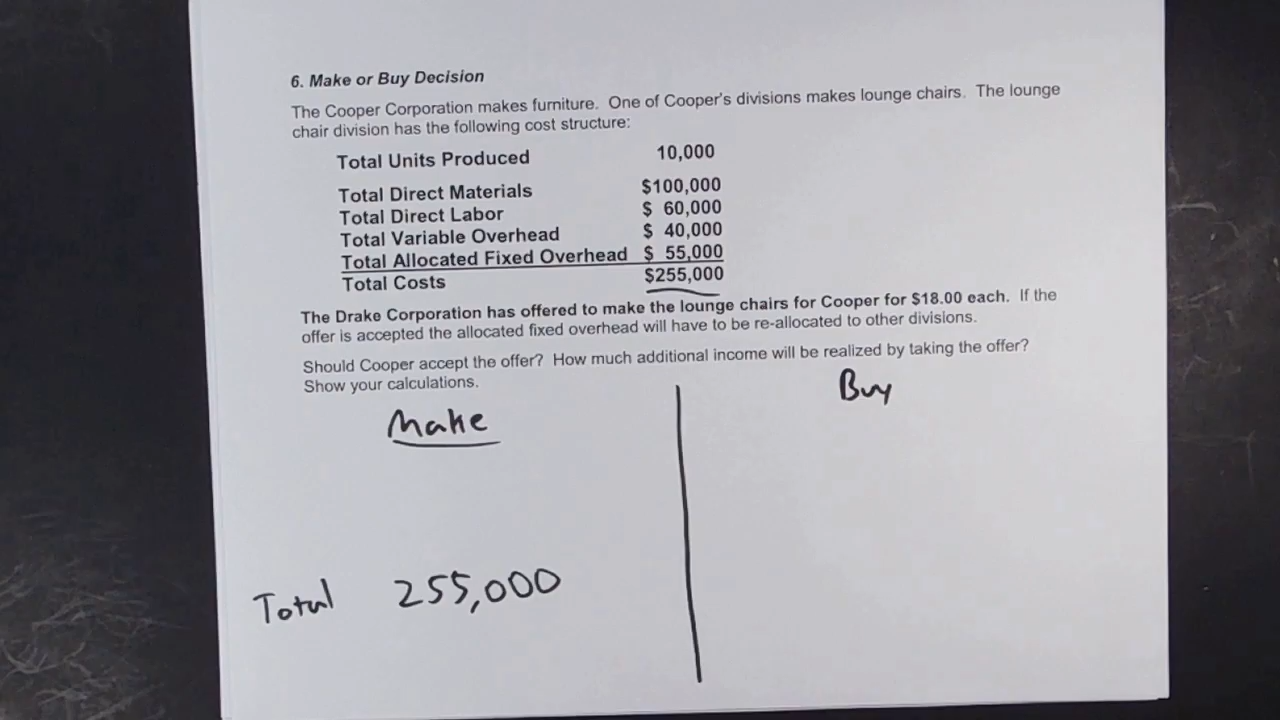 6. Make or Buy Decision
The Cooper Corporation makes furniture. One of Cooper's divisions makes lounge chairs. The lounge
chair division has the following cost structure:
Total Units Produced 10,000
Total Direct Materials $100,000
Total Direct Labor $ 60,000
Total Variable Overhead $ 40,000
Total Allocated Fixed Overhead $ 55,000
Total Costs $255,000
The Drake Corporation has offered to make the lounge chairs for Cooper for $18.00 each. If the
offer is accepted the allocated fixed overhead will have to be re-allocated to other divisions.
Should Cooper accept the offer? How much additional income will be realized by taking the offer?
Show your calculations.
Make Buy
Total 255,000